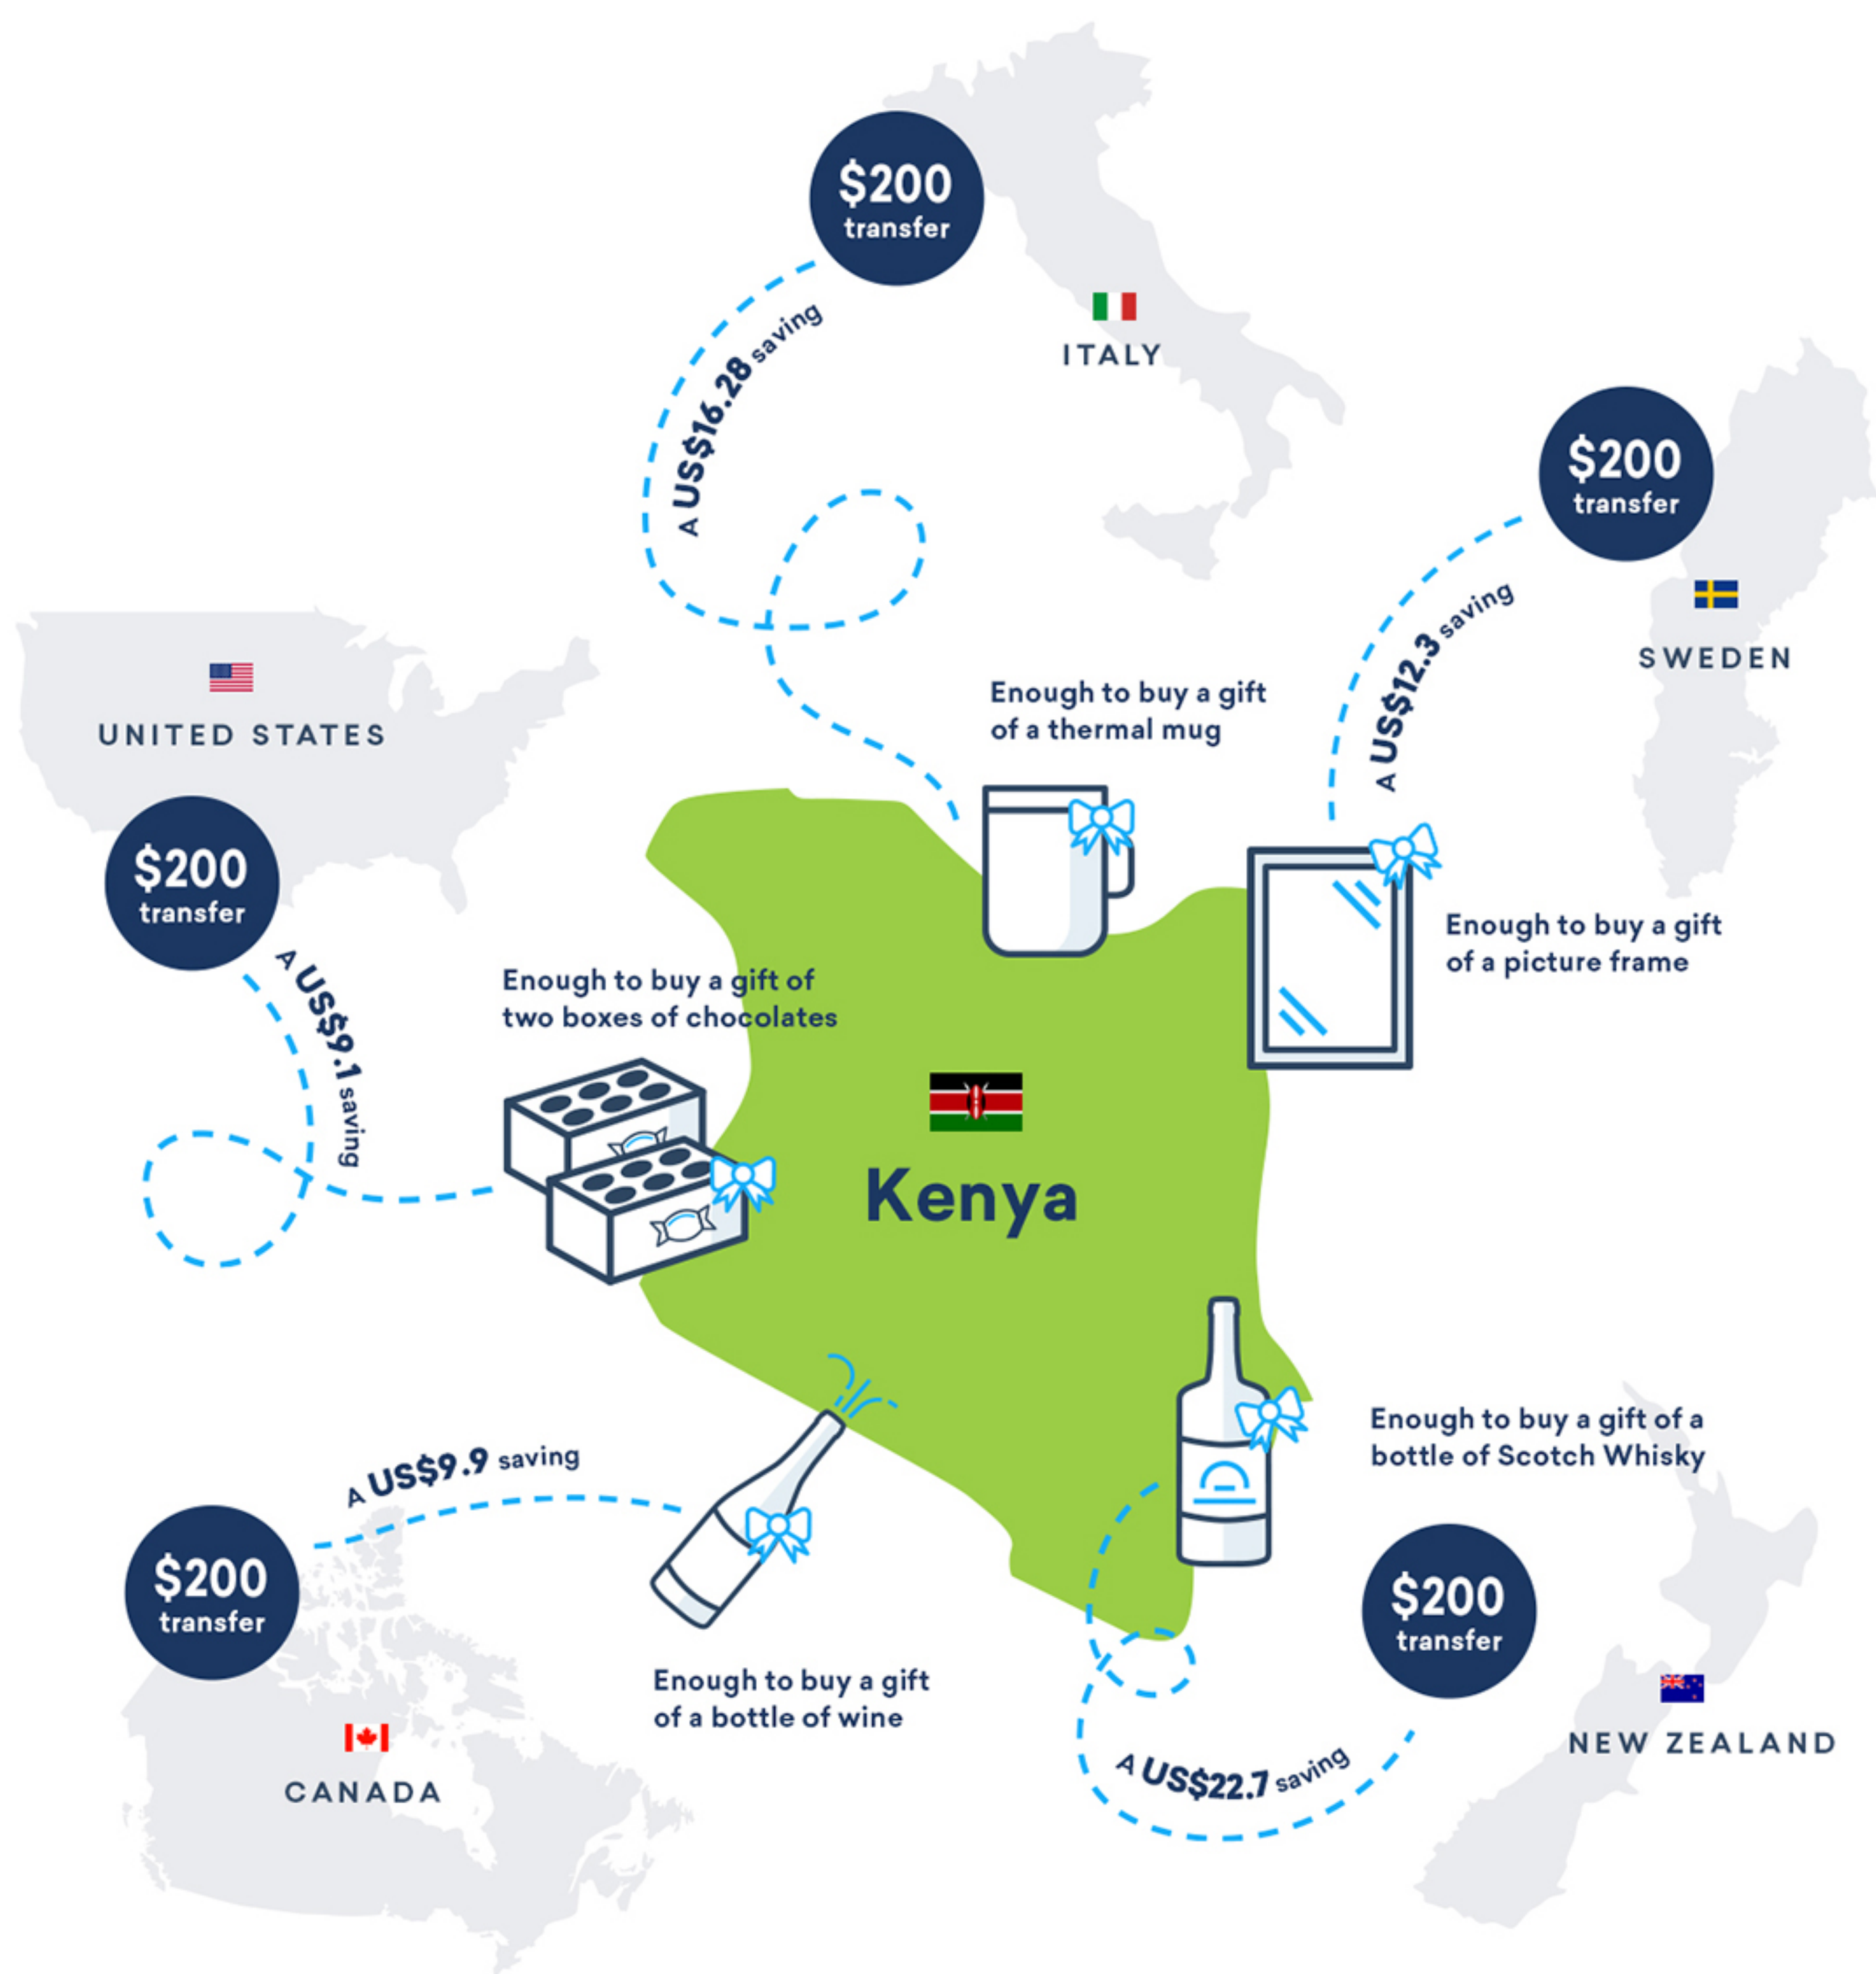 $200
transfer
A US$16.28 saving
ITALY
Enough to buy a gift
of a thermal mug
$200
transfer
A US$12.3 saving
SWEDEN
Enough to buy a gift
of a picture frame
UNITED STATES
$200
transfer
A US$9.1 saving
Enough to buy a gift of
two boxes of chocolates
Kenya
A US$9.9 saving
$200
transfer
CANADA
Enough to buy a gift
of a bottle of wine
Enough to buy a gift of a
bottle of Scotch Whisky
$200
transfer
NEW ZEALAND
A US$22.7 saving